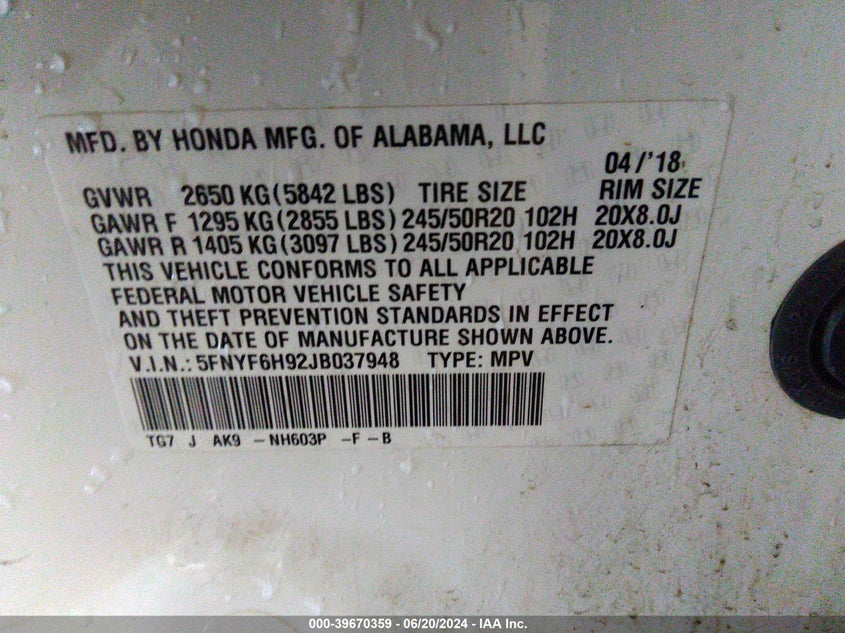 MFD. BY HONDA MFG. OF ALABAMA, LLC
04/'18
GVWR 2650 KG(5842 LBS) TIRE SIZE RIM SIZE
GAWR F 1295 KG(2855 LBS) 245/50R20 102H 20X8.0J
GAWR R 1405 KG(3097 LBS) 245/50R20 102H 20X8.0J
THIS VEHICLE CONFORMS TO ALL APPLICABLE
FEDERAL MOTOR VEHICLE SAFETY
AND THEFT PREVENTION STANDARDS IN EFFECT
ON THE DATE OF MANUFACTURE SHOWN ABOVE.
V.I.N.: 5FNYF6H92JB037948 TYPE: MPV
TG7 J AK9 -NH603P -F-B
000-39670359 - 06/20/2024 - IAA Inc.